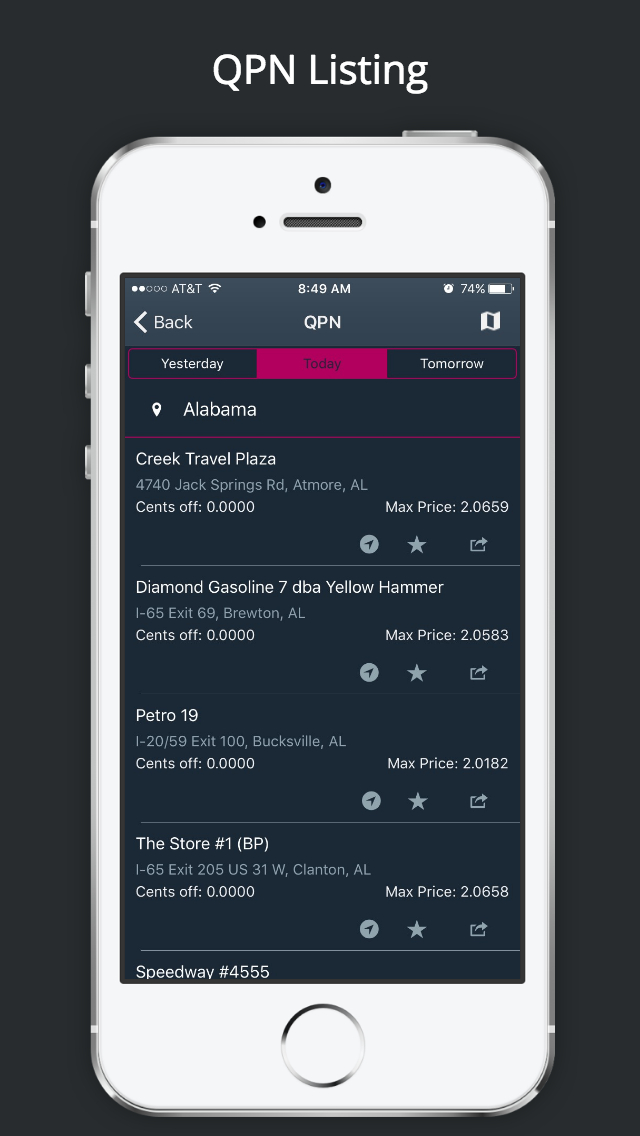 QPN Listing
AT&T 8:49 AM 74%
Back QPN
Yesterday Today Tomorrow
Alabama
Creek Travel Plaza
4740 Jack Springs Rd, Atmore, AL
Cents off: 0.0000 Max Price: 2.0659
Diamond Gasoline 7 dba Yellow Hammer
I-65 Exit 69, Brewton, AL
Cents off: 0.0000 Max Price: 2.0583
Petro 19
I-20/59 Exit 100, Bucksville, AL
Cents off: 0.0000 Max Price: 2.0182
The Store #1 (BP)
I-65 Exit 205 US 31 W, Clanton, AL
Cents off: 0.0000 Max Price: 2.0658
Speedway #4555